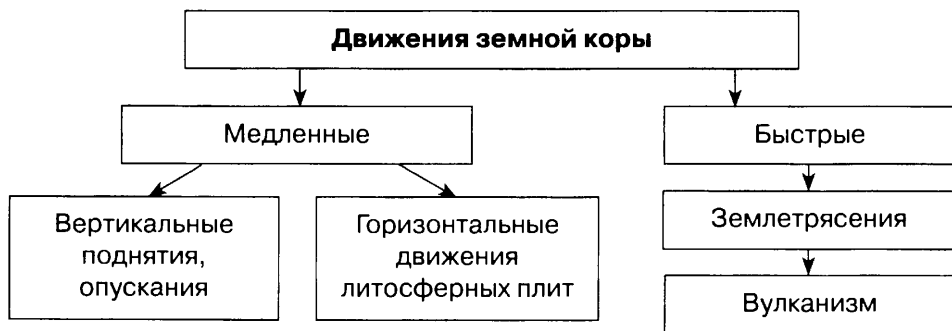 Движения земной коры
Медленные
Быстрые
Вертикальные
поднятия,
опускания
Горизонтальные
движения
литосферных плит
Землетрясения
Вулканизм